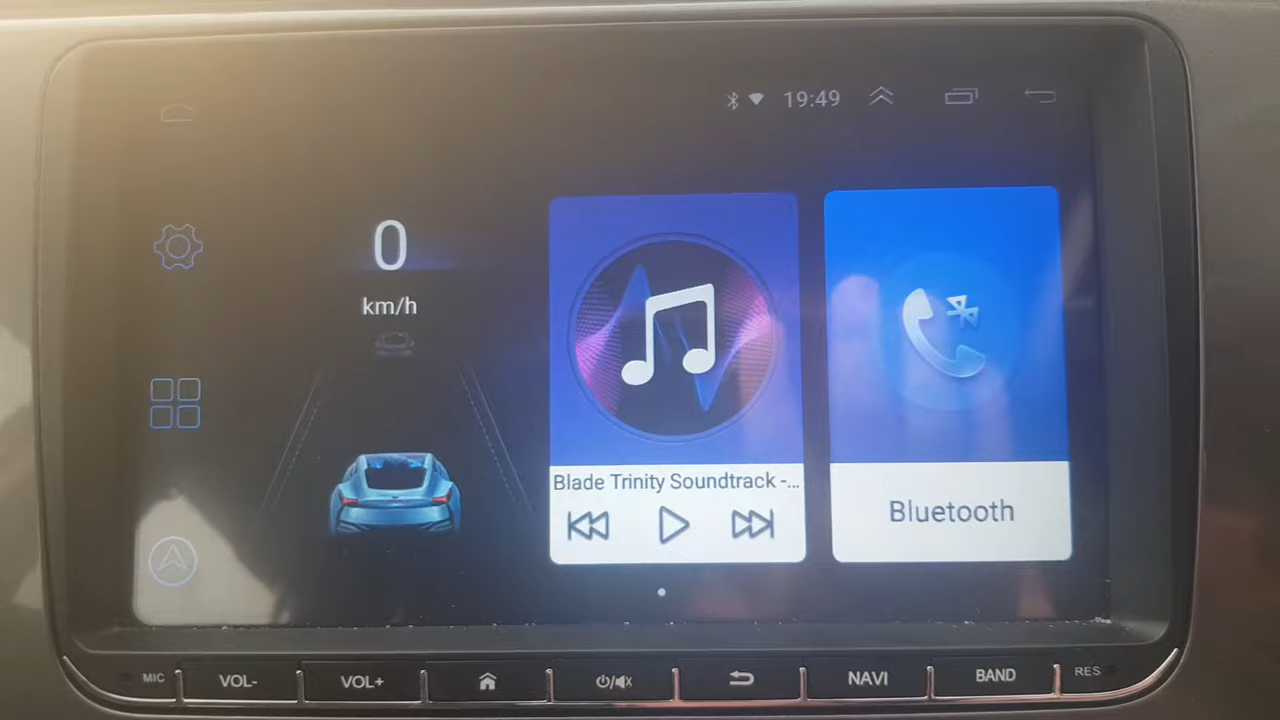 19:49
0
km/h
Blade Trinity Soundtrack -...
Bluetooth
MIC
VOL-
VOL+
NAVI
BAND
RES